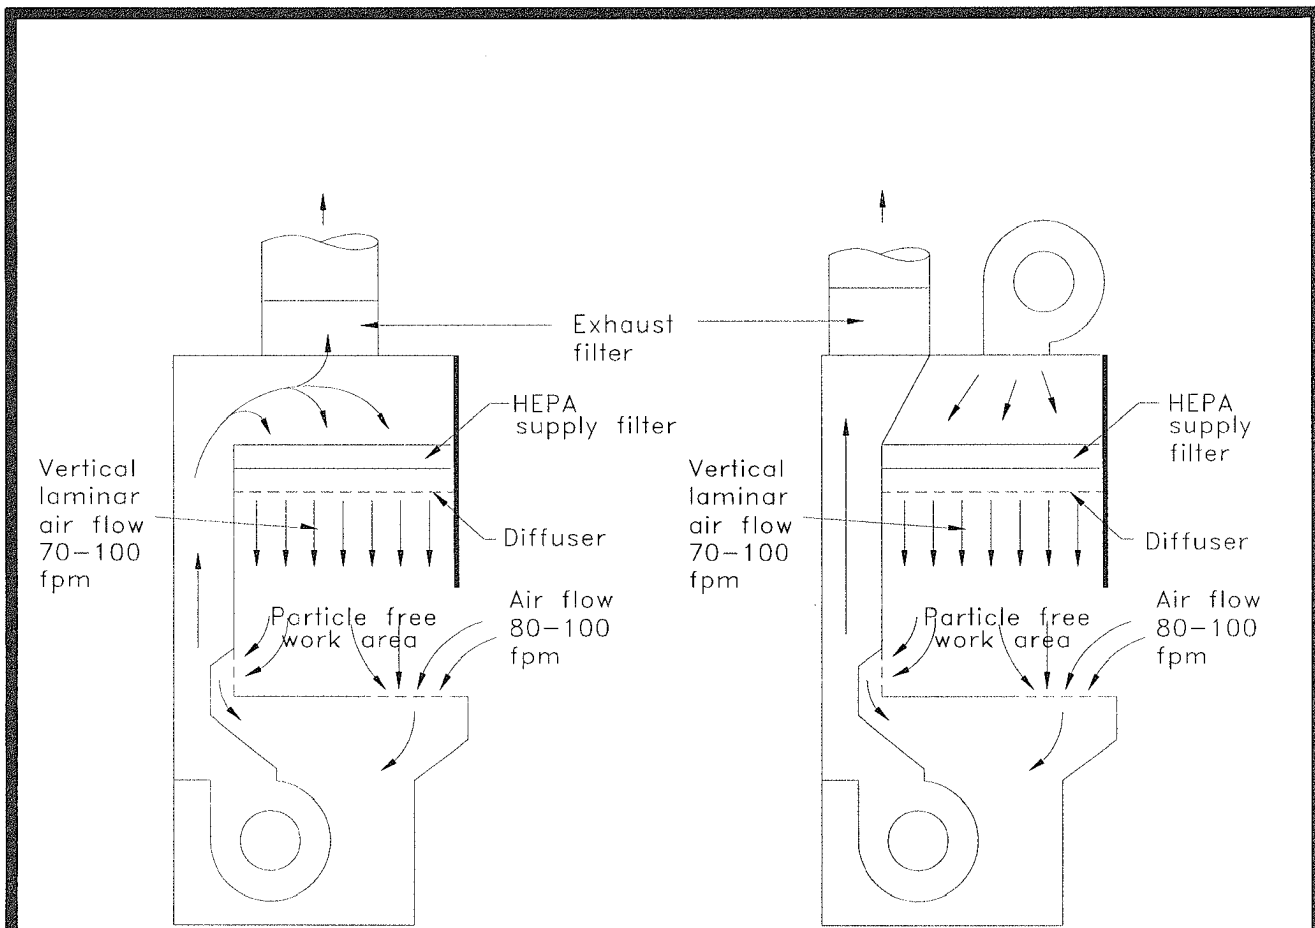 Exhaust
filter
HEPA
supply filter
Vertical
laminar
air flow
70-100
fpm
Diffuser
Particle free
work area
Air flow
80-100
fpm
HEPA
supply
filter
Vertical
laminar
air flow
70-100
fpm
Diffuser
Particle free
work area
Air flow
80-100
fpm